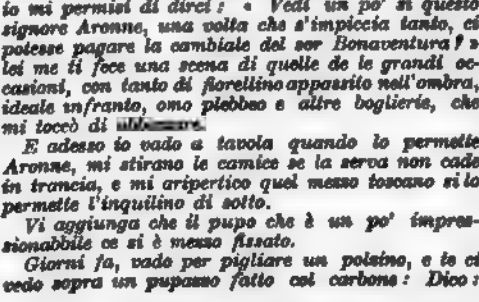 io mi permisi di dirci: « Vedi un po' si questo
signore Aronne, una volta che s'impiccia tanto, ci
potesse pagare la cambiale del sor Bonaventura! »
lei me ti fece una scena di quelle de le grandi oc-
casioni, con tanto di fiorellino appassito nell'ombra,
ideale infranto, omo plebbeo e altre boglierie, che
mi toccò di
E adesso io vado a tavola quando lo permette
Aronne, mi stirano le camice se la serva non cade
in trancia, e mi aripertico quel mezzo toscano si lo
permette l'inquilino di sotto.
Vi aggiunga che il pupo che è un po' impres-
sionabbile ce si è messo fissato.
Giorni fa, vado per pigliare un polsino, e te ci
vedo sopra un pupazzo fatto col carbone: Dico: